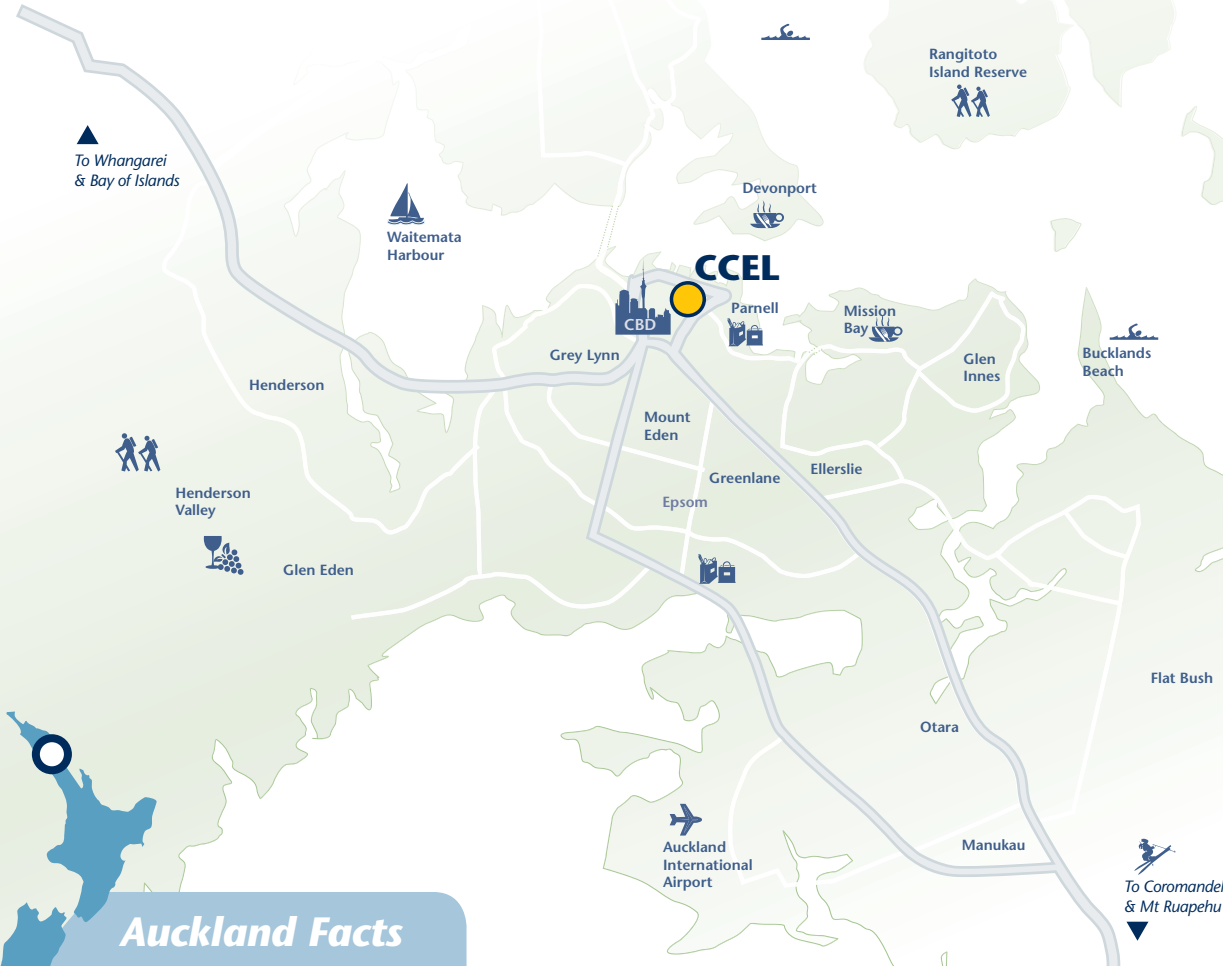 Rangitoto
Island Reserve
To Whangarei
& Bay of Islands
Devonport
Waitemata
Harbour
CCEL
Parnell
Mission
Bay
CBD
Grey Lynn
Glen
Innes
Bucklands
Beach
Henderson
Mount
Eden
Ellerslie
Greenlane
Henderson
Valley
Epsom
Glen Eden
Flat Bush
Otara
Auckland
International
Airport
Manukau
To Coromandel
& Mt Ruapehu
Auckland Facts